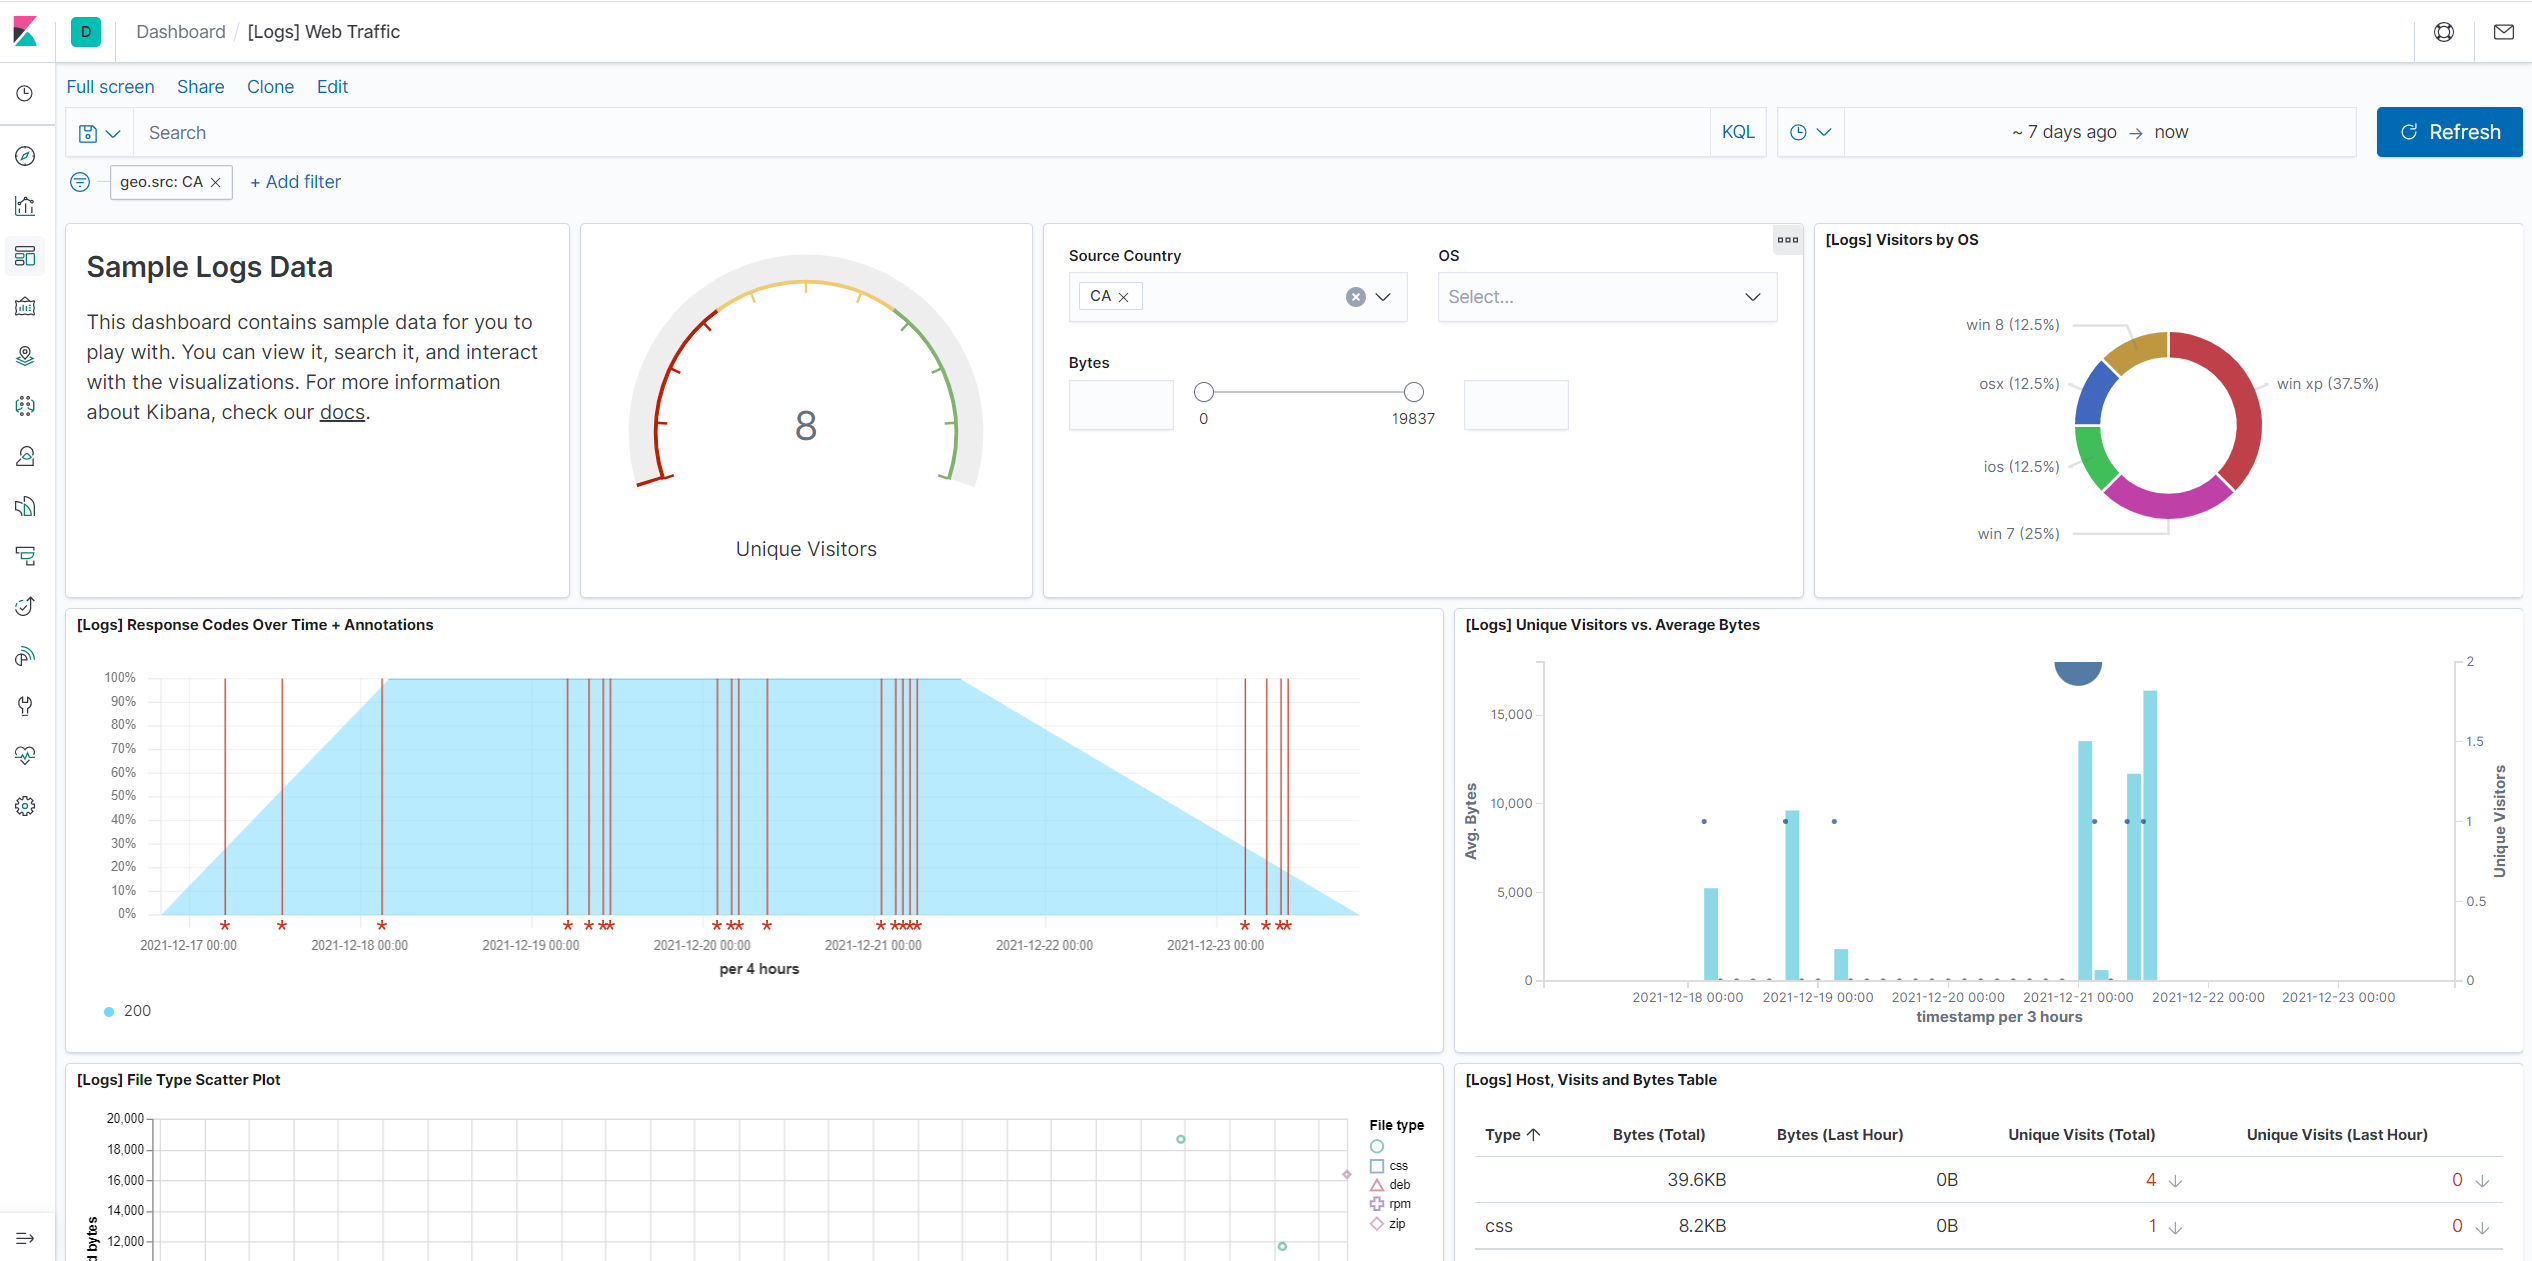 D Dashboard / [Logs] Web Traffic
Full screen Share Clone Edit
Search KQL ~ 7 days ago → now Refresh
geo.src: CA × + Add filter
Sample Logs Data
This dashboard contains sample data for you to
play with. You can view it, search it, and interact
with the visualizations. For more information
about Kibana, check our docs.
8
Unique Visitors
Source Country OS
CA × Select...
Bytes
0 19837
[Logs] Visitors by OS
win 8 (12.5%)
osx (12.5%) win xp (37.5%)
ios (12.5%)
win 7 (25%)
[Logs] Response Codes Over Time + Annotations
100%
90%
80%
70%
60%
50%
40%
30%
20%
10%
0%
2021-12-17 00:00 2021-12-18 00:00 2021-12-19 00:00 2021-12-20 00:00 2021-12-21 00:00 2021-12-22 00:00 2021-12-23 00:00
per 4 hours
200
[Logs] Unique Visitors vs. Average Bytes
Avg. Bytes
15,000
10,000
5,000
0
2
1.5
1
0.5
0
Unique Visitors
2021-12-18 00:00 2021-12-19 00:00 2021-12-20 00:00 2021-12-21 00:00 2021-12-22 00:00 2021-12-23 00:00
timestamp per 3 hours
[Logs] File Type Scatter Plot
20,000
18,000
16,000
14,000
12,000
bytes
File type
css
deb
rpm
zip
[Logs] Host, Visits and Bytes Table
Type ↑ Bytes (Total) Bytes (Last Hour) Unique Visits (Total) Unique Visits (Last Hour)
39.6KB 0B 4 ↓ 0 ↓
css 8.2KB 0B 1 ↓ 0 ↓